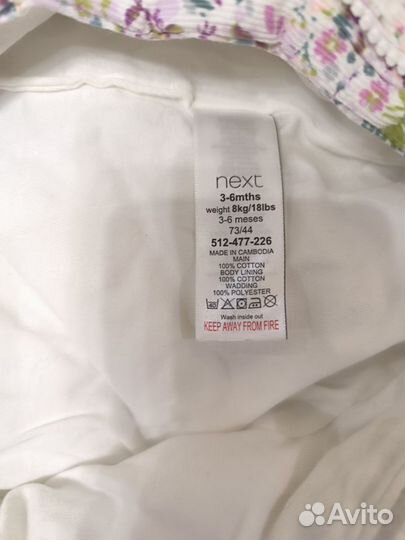 next
3-6mths
weight 8kg/18lbs
3-6 meses
73/44
512-477-226
MADE IN CAMBODIA
MAIN
100% COTTON
BODY LINING
100% COTTON
WADDING
100% POLYESTER
Wash inside out
KEEP AWAY FROM FIRE
Avito